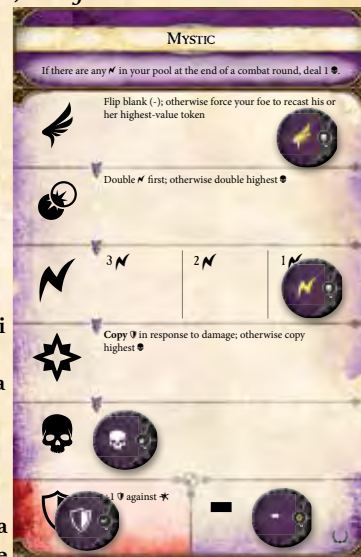 MYSTIC
If there are any in your pool at the end of a combat round, deal 1 .
Flip blank (-); otherwise force your foe to recast his or
her highest-value token
Double first; otherwise double highest
3 2 1
Copy in response to damage; otherwise copy
highest
1 against
i
a
a
e